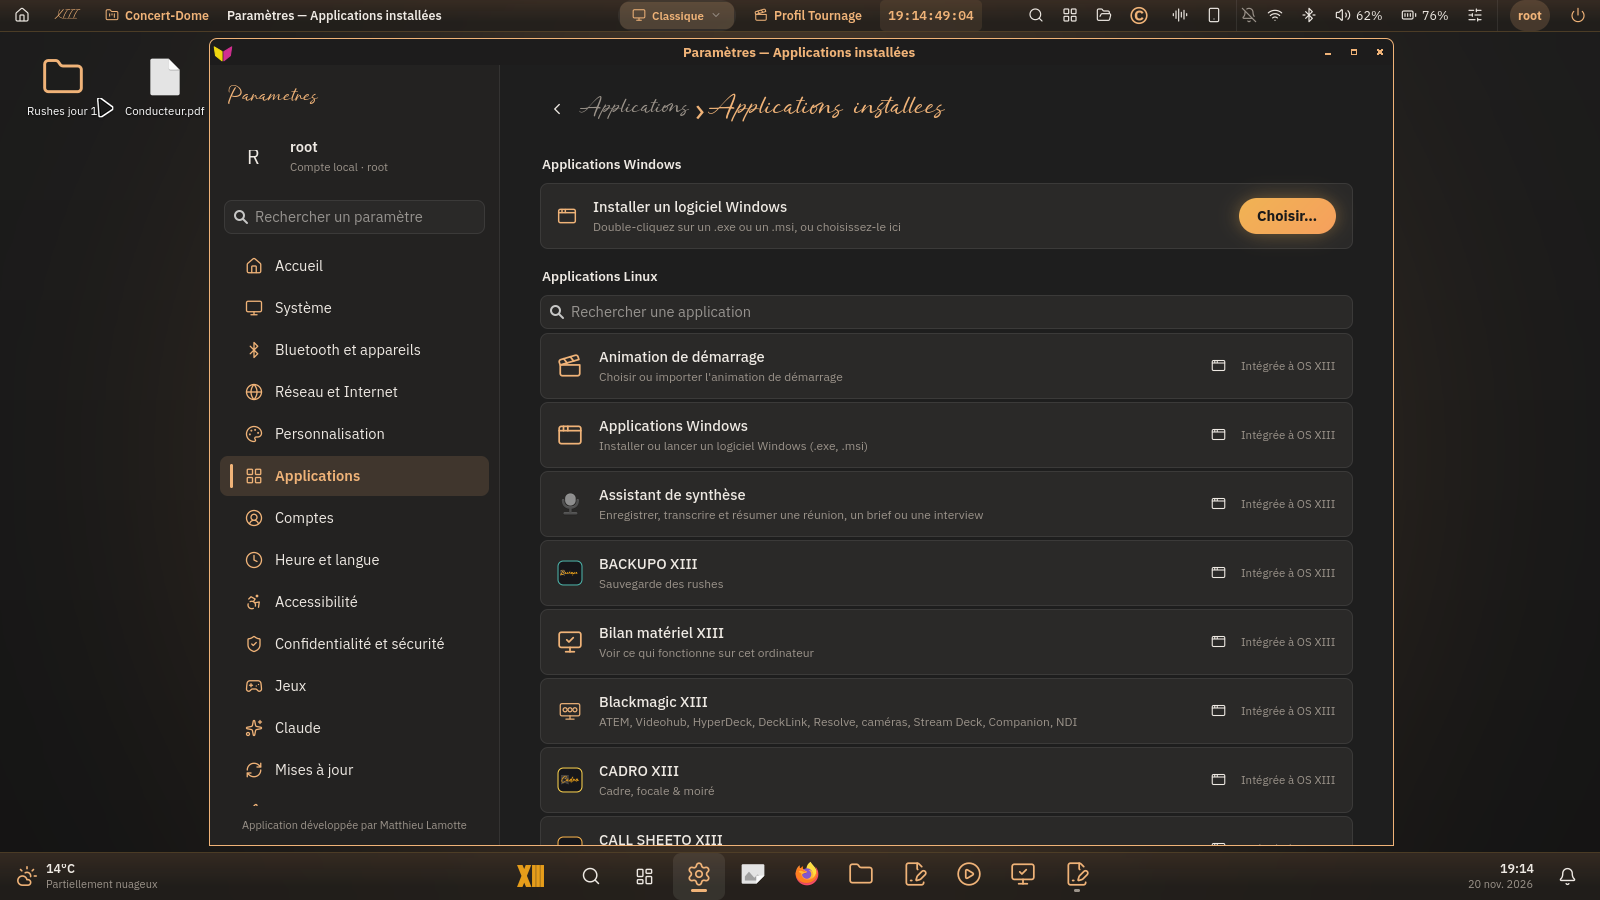 XIII Concert-Dome Paramètres — Applications installées Classique Profil Tournage 19:14:49:04 62% 76% root
Paramètres — Applications installées
Rushes jour 1
Conducteur.pdf
Parametres
R
root
Compte local · root
Rechercher un paramètre
Accueil
Système
Bluetooth et appareils
Réseau et Internet
Personnalisation
Applications
Comptes
Heure et langue
Accessibilité
Confidentialité et sécurité
Jeux
Claude
Mises à jour
Application développée par Matthieu Lamotte
Applications › Applications installees
Applications Windows
Installer un logiciel Windows
Double-cliquez sur un .exe ou un .msi, ou choisissez-le ici
Choisir...
Applications Linux
Rechercher une application
Animation de démarrage
Choisir ou importer l'animation de démarrage
Intégrée à OS XIII
Applications Windows
Installer ou lancer un logiciel Windows (.exe, .msi)
Intégrée à OS XIII
Assistant de synthèse
Enregistrer, transcrire et résumer une réunion, un brief ou une interview
Intégrée à OS XIII
BACKUPO XIII
Sauvegarde des rushes
Intégrée à OS XIII
Bilan matériel XIII
Voir ce qui fonctionne sur cet ordinateur
Intégrée à OS XIII
Blackmagic XIII
ATEM, Videohub, HyperDeck, DeckLink, Resolve, caméras, Stream Deck, Companion, NDI
Intégrée à OS XIII
CADRO XIII
Cadre, focale & moiré
Intégrée à OS XIII
CALL SHEETO XIII
14°C
Partiellement nuageux
XIII
19:14
20 nov. 2026